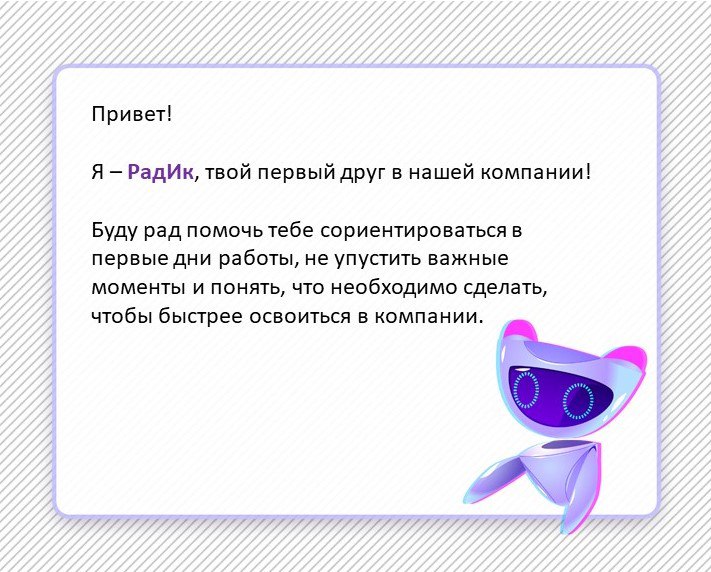 Привет!
Я – РадИк, твой первый друг в нашей компании!
Буду рад помочь тебе сориентироваться в
первые дни работы, не упустить важные
моменты и понять, что необходимо сделать,
чтобы быстрее освоиться в компании.